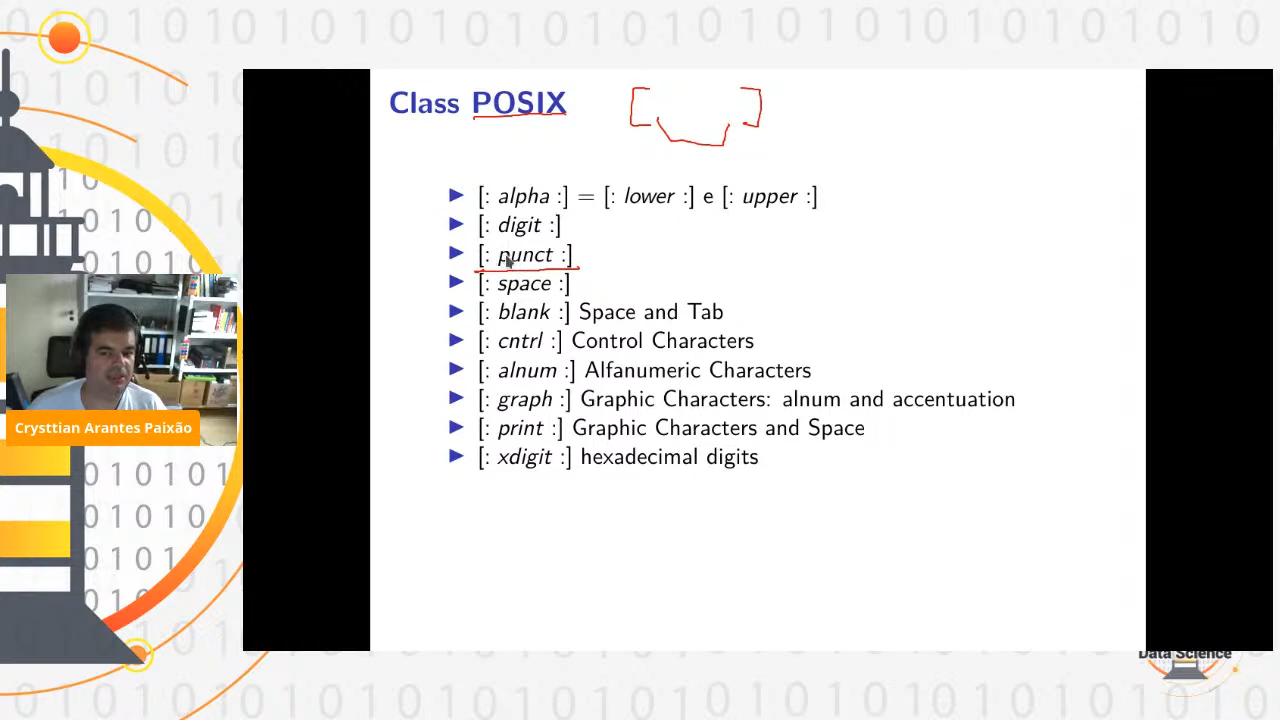 Class POSIX
[: alpha :] = [: lower :] e [: upper :]
[: digit :]
[: punct :]
[: space :]
[: blank :] Space and Tab
[: cntrl :] Control Characters
[: alnum :] Alfanumeric Characters
[: graph :] Graphic Characters: alnum and accentuation
[: print :] Graphic Characters and Space
[: xdigit :] hexadecimal digits
Crysttian Arantes Paixão
Data Science